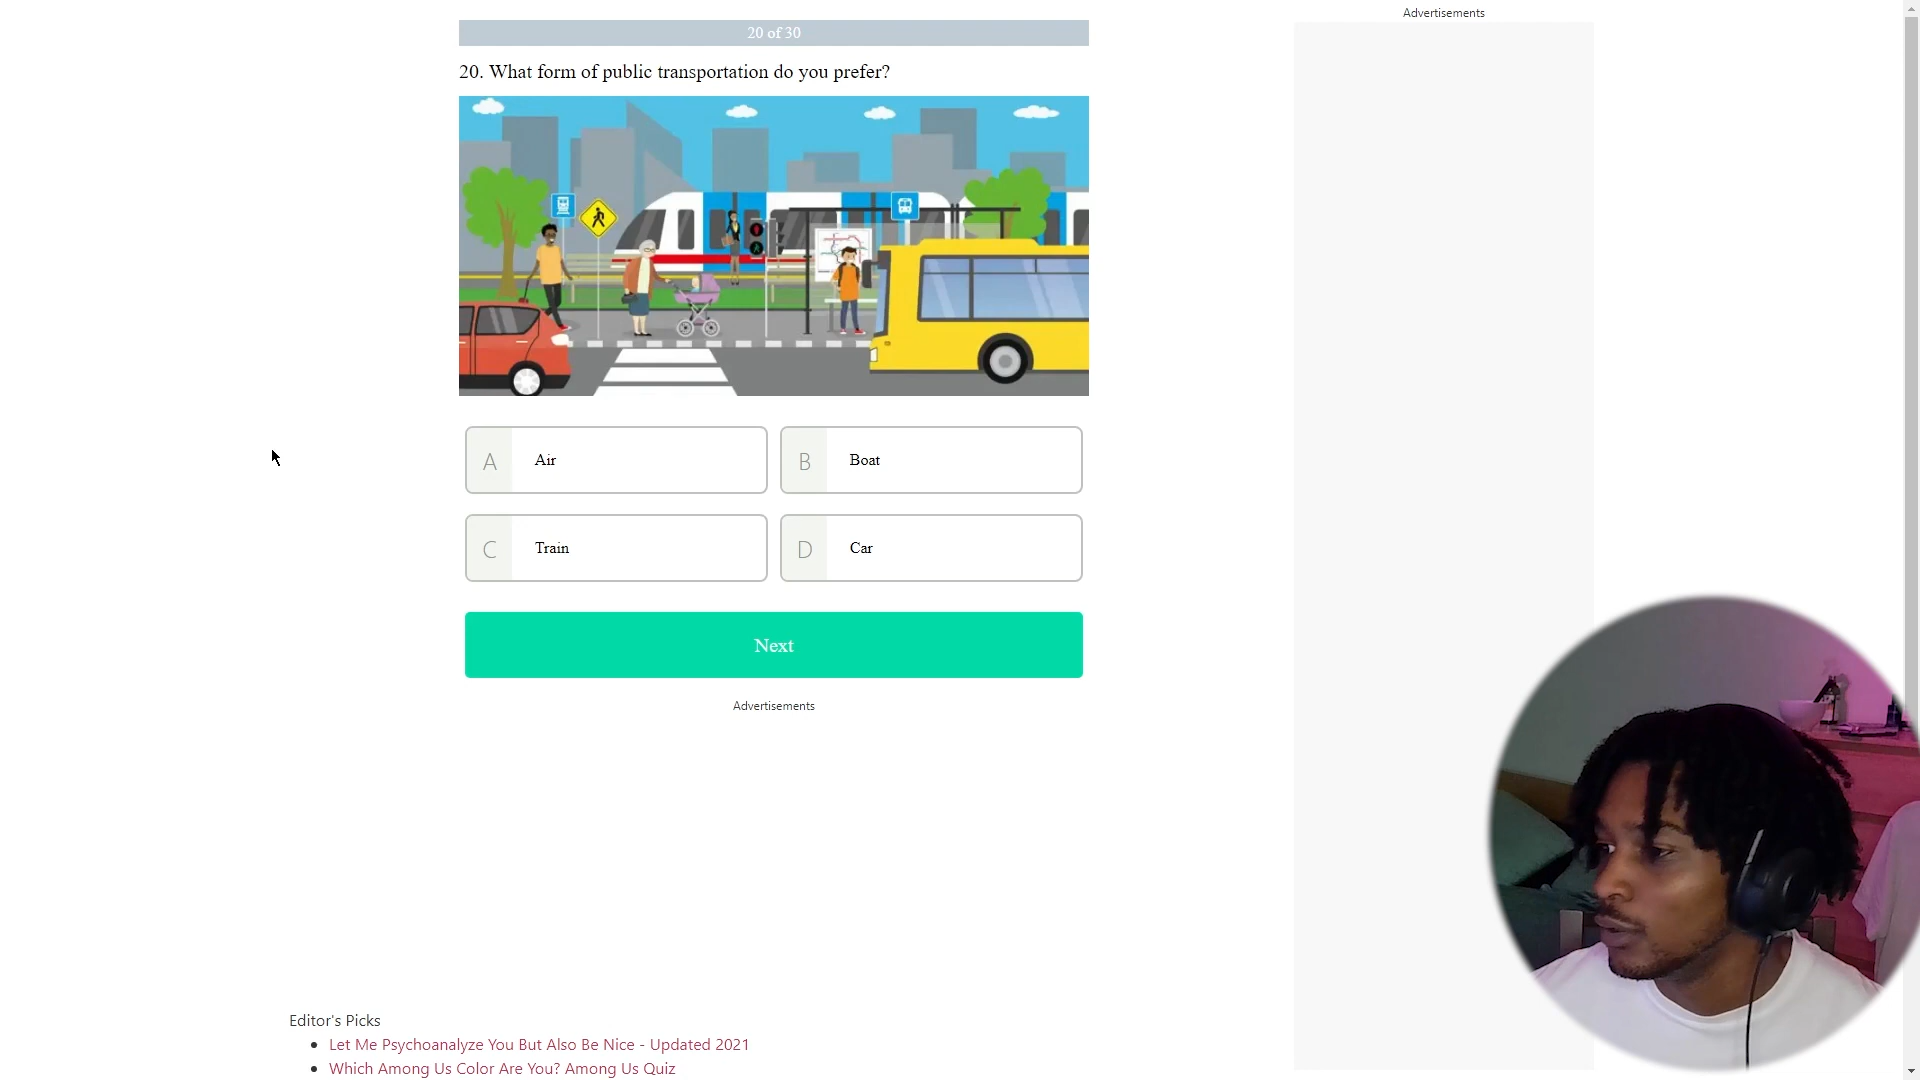 Advertisements
20 of 30
20. What form of public transportation do you prefer?
A Air
B Boat
C Train
D Car
Next
Advertisements
Editor's Picks
Let Me Psychoanalyze You But Also Be Nice - Updated 2021
Which Among Us Color Are You? Among Us Quiz